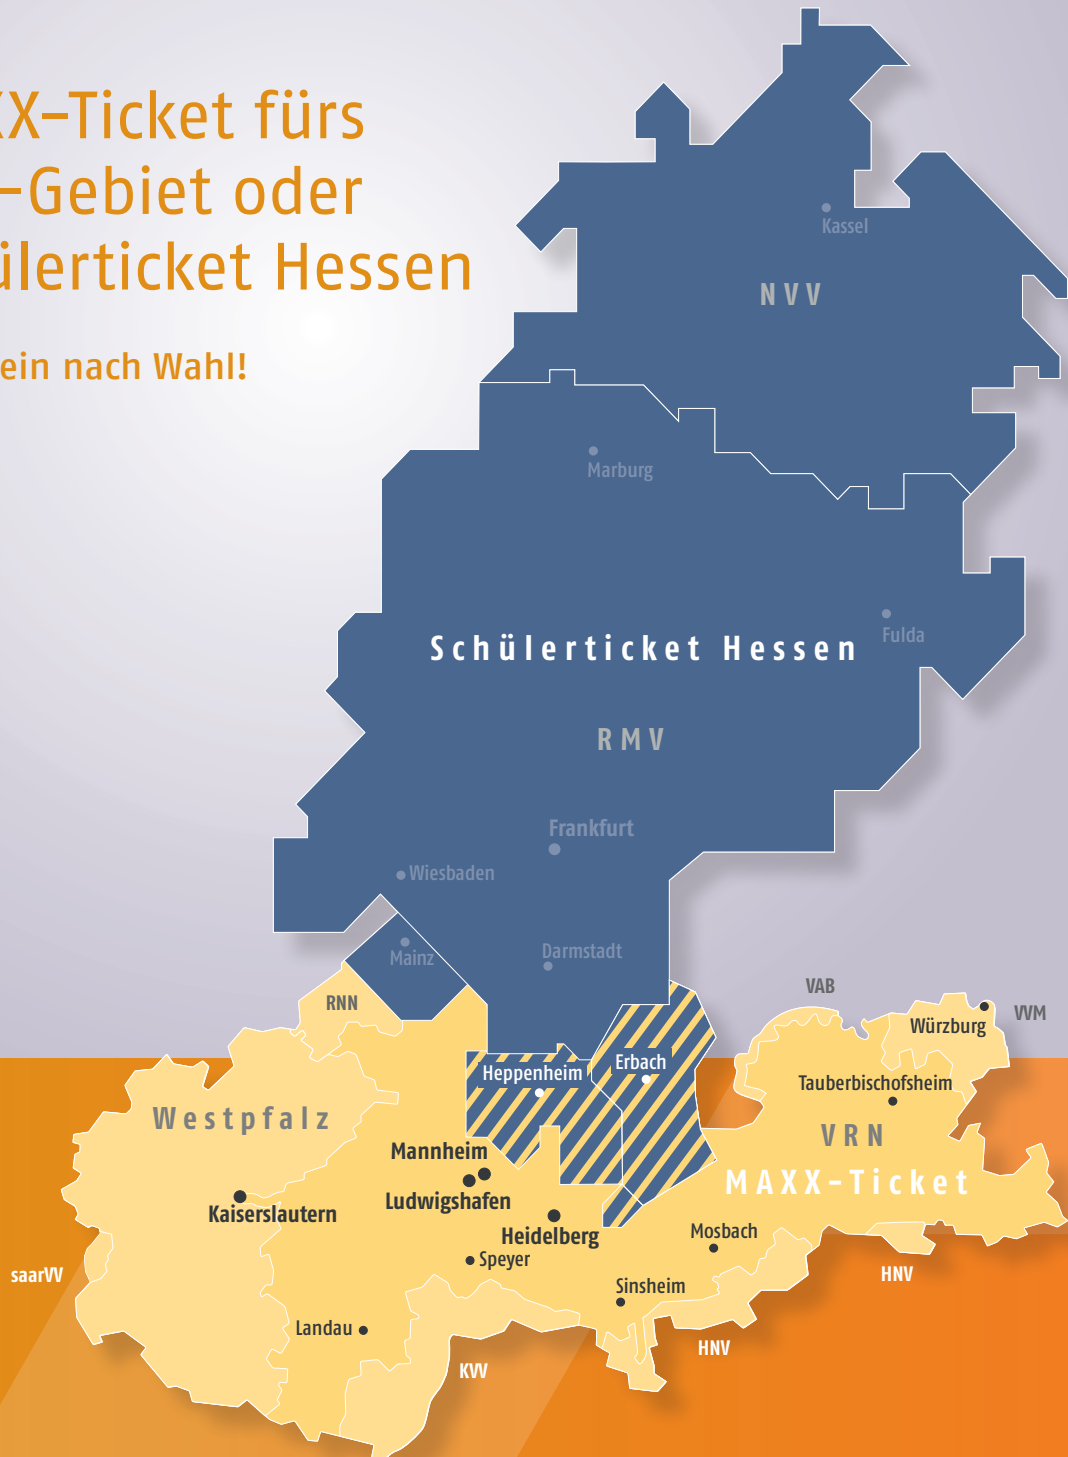 XX-Ticket fürs
-Gebiet oder
ülerticket Hessen
ein nach Wahl!
Kassel
NVV
Marburg
Schülerticket Hessen
Fulda
RMV
Frankfurt
Wiesbaden
Mainz
Darmstadt
RNN
VAB
VVM
Würzburg
Heppenheim
Erbach
Tauberbischofsheim
Westpfalz
VRN
MAXX-Ticket
Mannheim
Ludwigshafen
Kaiserslautern
Heidelberg
Mosbach
Speyer
saarVV
HNV
Sinsheim
Landau
HNV
KVV